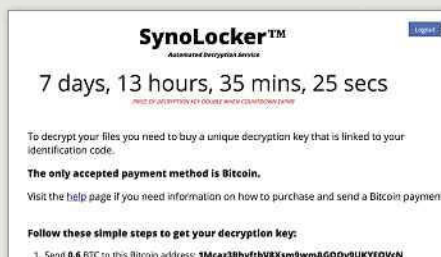 Logout
SynoLocker™
Automated Decryption Service
7 days, 13 hours, 35 mins, 25 secs
PRICE OF DECRYPTION KEY DOUBLE WHEN COUNTDOWN EXPIRE
To decrypt your files you need to buy a unique decryption key that is linked to your
identification code.
The only accepted payment method is Bitcoin.
Visit the help page if you need information on how to purchase and send a Bitcoin paymen
Follow these simple steps to get your decryption key:
1. Send 0.6 BTC to this Bitcoin address: